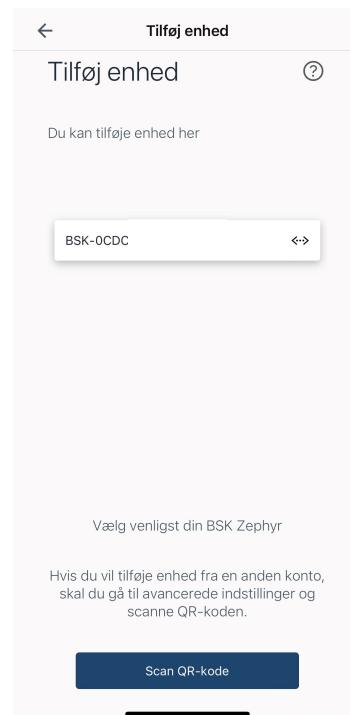 Tilføj enhed
Tilføj enhed
Du kan tilføje enhed her
BSK-0CDC
Vælg venligst din BSK Zephyr
Hvis du vil tilføje enhed fra en anden konto,
skal du gå til avancerede indstillinger og
scanne QR-koden.
Scan QR-kode